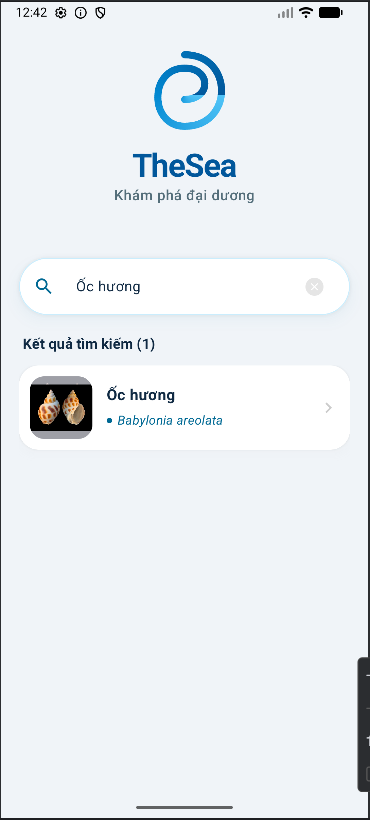 12:42
TheSea
Khám phá đại dương
Ốc hương
Kết quả tìm kiếm (1)
Ốc hương
• Babylonia areolata